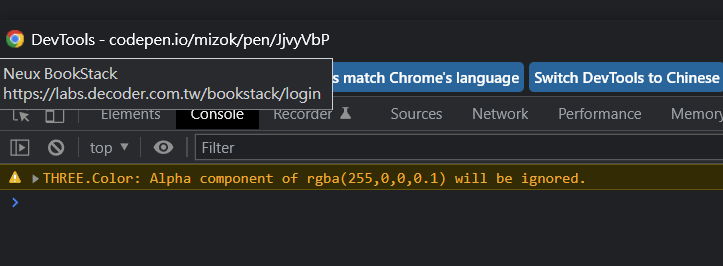 DevTools - codepen.io/mizok/pen/JjvyVbP
Neux BookStack
https://labs.decoder.com.tw/bookstack/login
s match Chrome's language Switch DevTools to Chinese
Elements Console Recorder Sources Network Performance Memory
top Filter
THREE.Color: Alpha component of rgba(255,0,0,0.1) will be ignored.